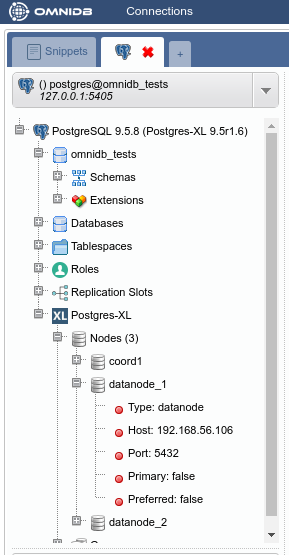 OMNIDB Connections
Snippets
+
() postgres@omnidb_tests
127.0.0.1:5405
PostgreSQL 9.5.8 (Postgres-XL 9.5r1.6)
omnidb_tests
Schemas
Extensions
Databases
Tablespaces
Roles
Replication Slots
XL Postgres-XL
Nodes (3)
coord1
datanode_1
Type: datanode
Host: 192.168.56.106
Port: 5432
Primary: false
Preferred: false
datanode_2